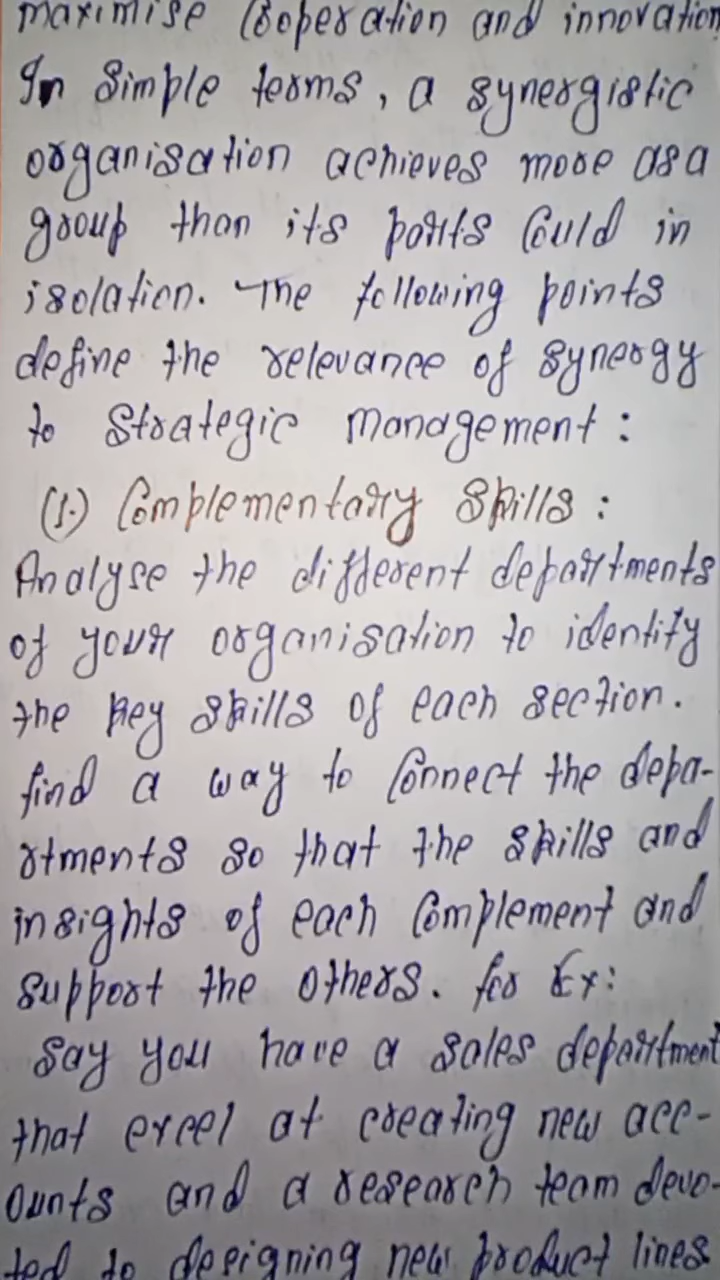 maximise Cooperation and innovation
In Simple terms, a synergistic
organisation achieves more as a
group than its parts Could in
isolation. The following points
define the relevance of synergy
to Strategic Management :
(1.) Complementary Skills :
Analyse the different departments
of your organisation to identify
the key skills of each section.
find a way to Connect the depa-
rtments so that the skills and
insights of each Complement and
support the others. for Ex:
Say you have a sales department
that excel at creating new acc-
ounts and a research team devo-
ted to designing new product lines